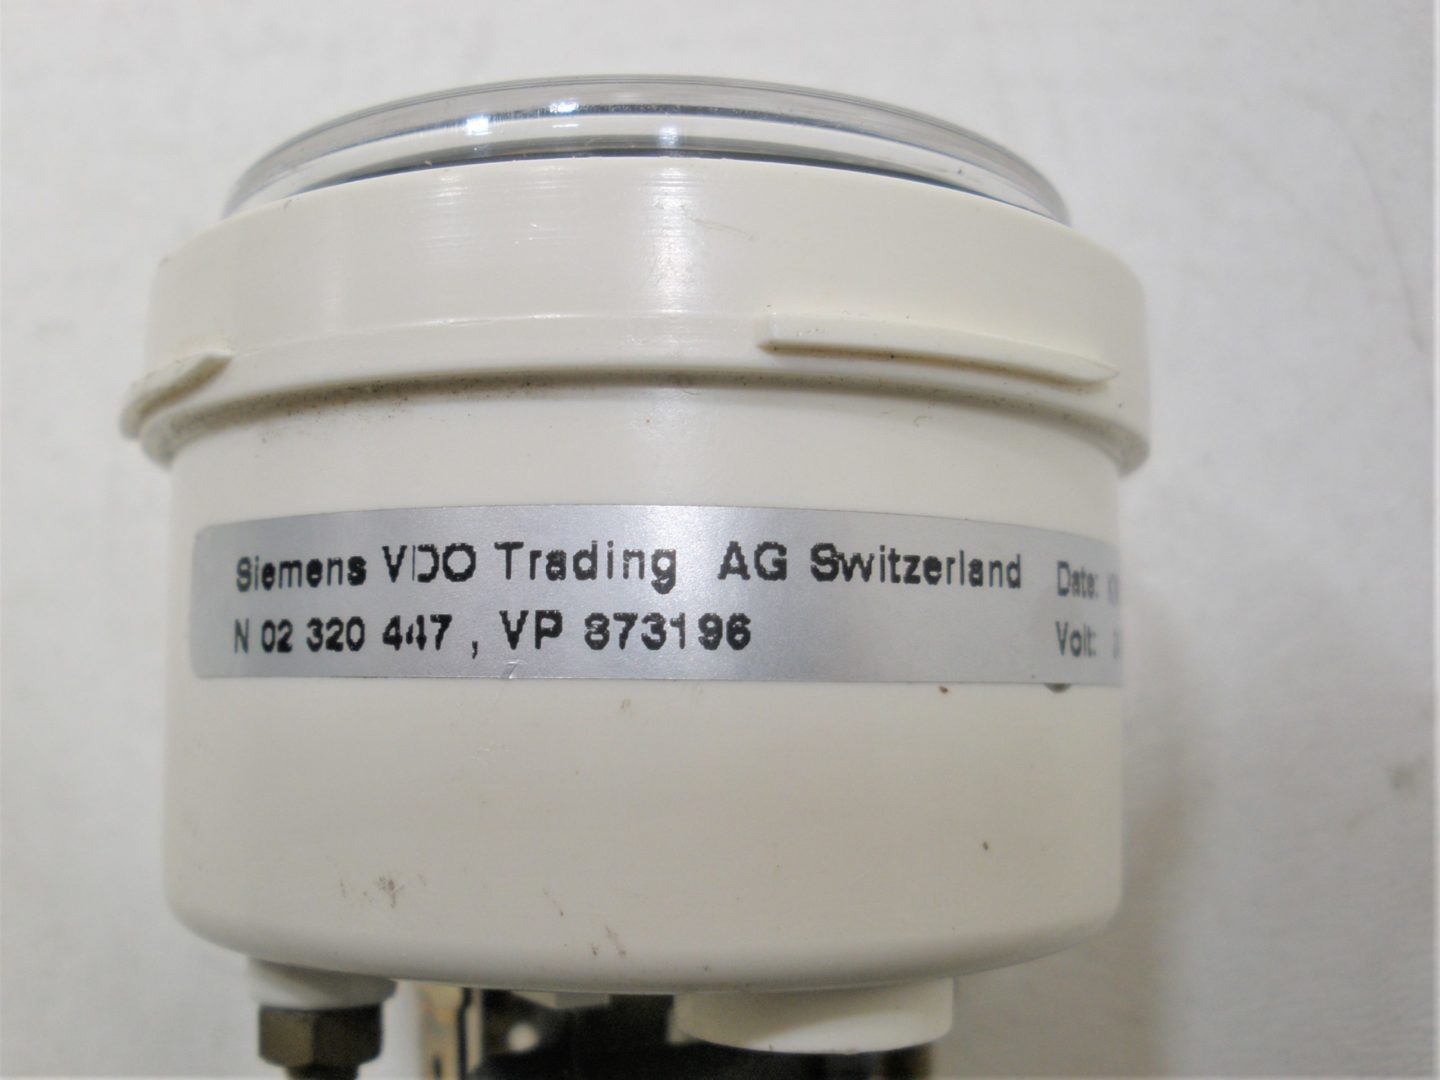 Siemens VDO Trading AG Switzerland Date:
N 02 320 447 , VP 873196 Volt: